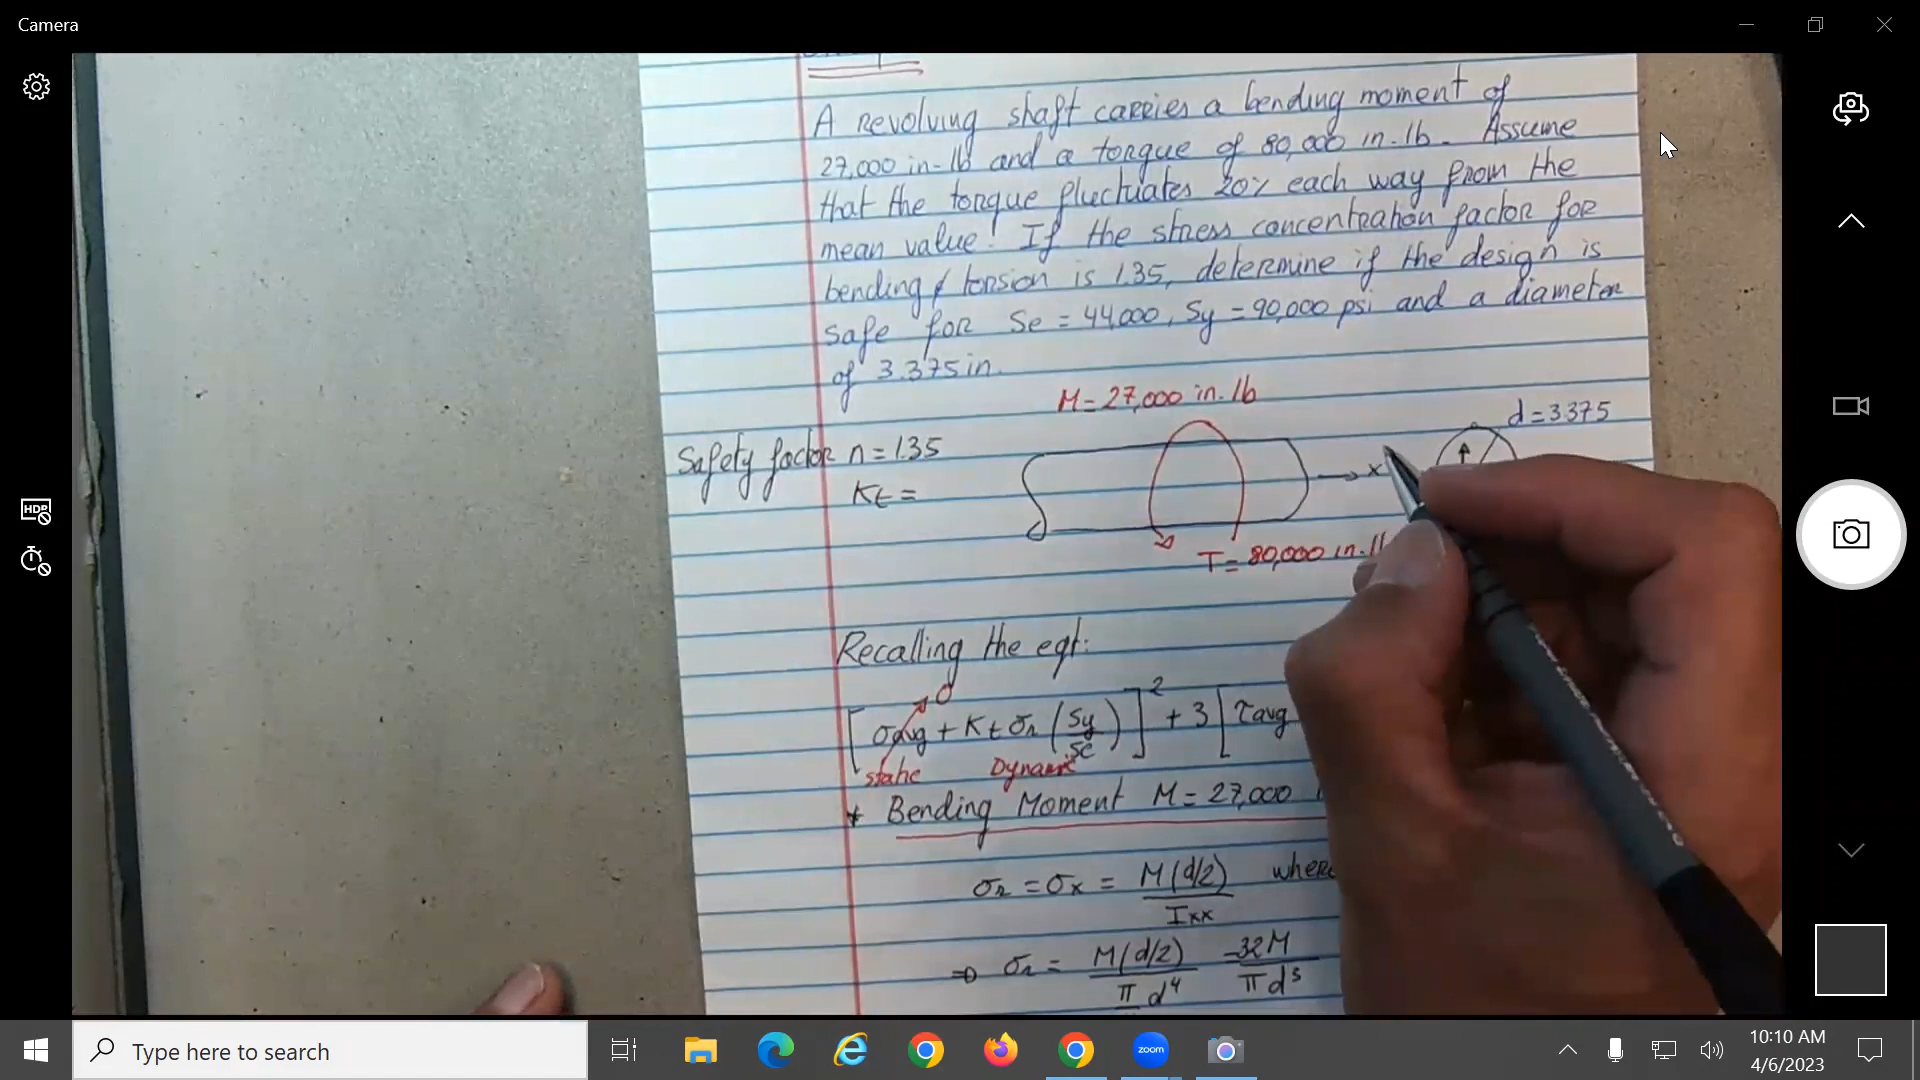 Camera
A revolving shaft carries a bending moment of
27,000 in-lb and a torque of 80,000 in.lb. Assume
that the torque fluctuates 20% each way from the
mean value! If the stress concentration factor for
bending & torsion is 1.35, determine if the design is
safe for Se = 44,000, Sy = 90,000 psi and a diameter
of 3.375 in.
M = 27,000 in.lb
d = 3.375
Safety factor n = 1.35
Kt =
x
T = 80,000 in.lb
Recalling the eqt:
0
[σavg + Kt σr (Sy/Se)]² + 3 [τavg
static Dynamic
* Bending Moment M = 27,000
σr = σx = M(d/2)/Ixx where
⇒ σr = M(d/2)/π d⁴ = 32M/π d³
HDR
Type here to search
zoom
10:10 AM
4/6/2023